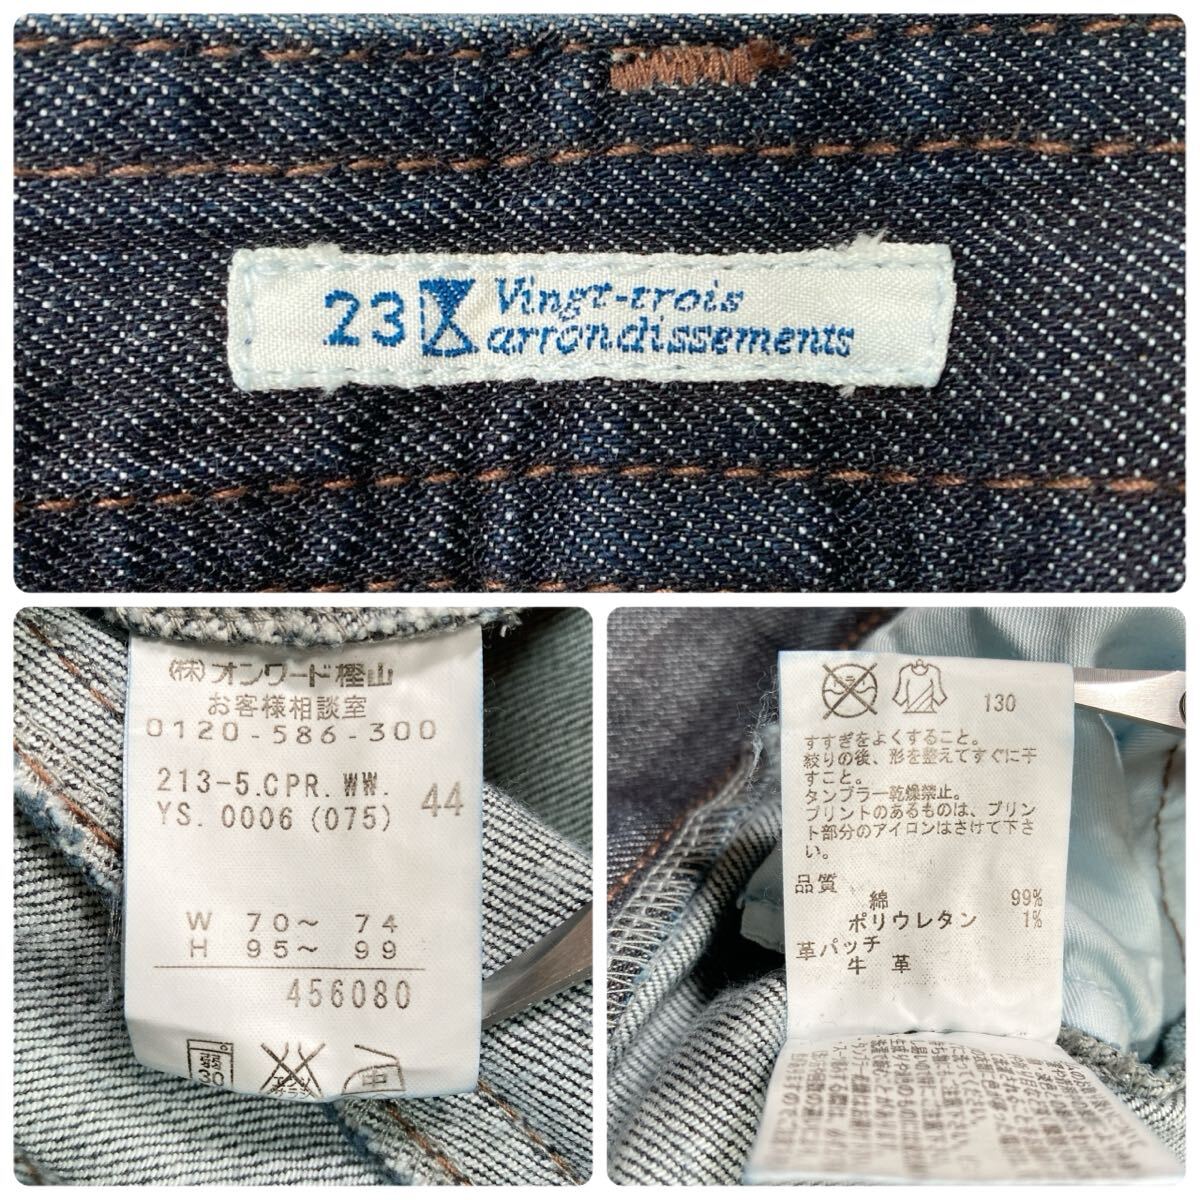 23 Vingt-trois
arrondissements
(株)オンワード樫山
お客様相談室
0120-586-300
213-5.CPR.WW.
YS.0006(075) 44
W 70~ 74
H 95~ 99
456080
30
中
130
すすぎをよくすること。
絞りの後、形を整えてすぐに干
すこと。
タンブラー乾燥禁止。
プリントのあるものは、プリン
ト部分のアイロンはさけて下さ
い。
品質
綿 99%
ポリウレタン 1%
革パッチ
牛 革